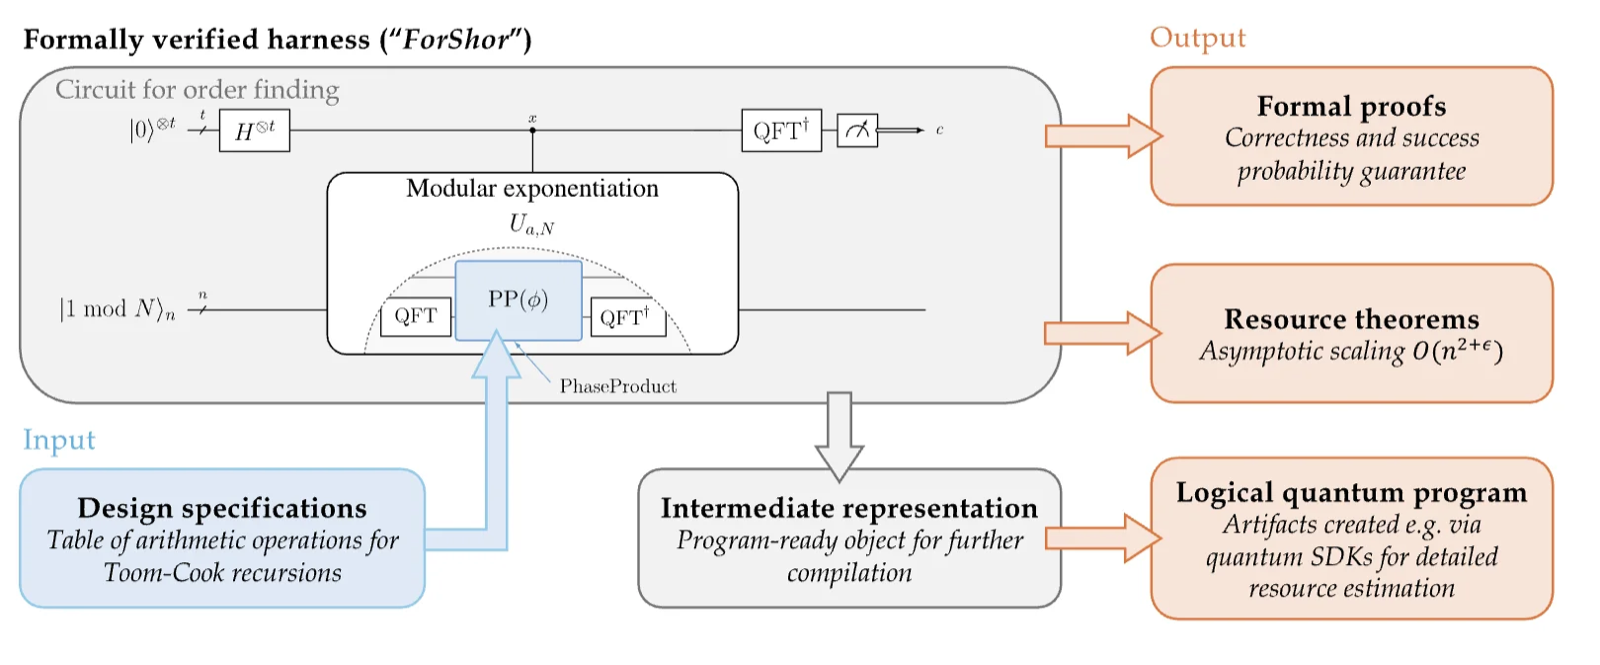 Formally verified harness (“ForShor”)
Circuit for order finding
|0⟩⊗t
t
H⊗t
x
QFT†
c
Modular exponentiation
Ua,N
PP(ϕ)
QFT
QFT†
|1 mod N⟩n
n
PhaseProduct
Input
Design specifications
Table of arithmetic operations for
Toom-Cook recursions
Intermediate representation
Program-ready object for further
compilation
Output
Formal proofs
Correctness and success
probability guarantee
Resource theorems
Asymptotic scaling O(n²⁺ᵋ)
Logical quantum program
Artifacts created e.g. via
quantum SDKs for detailed
resource estimation